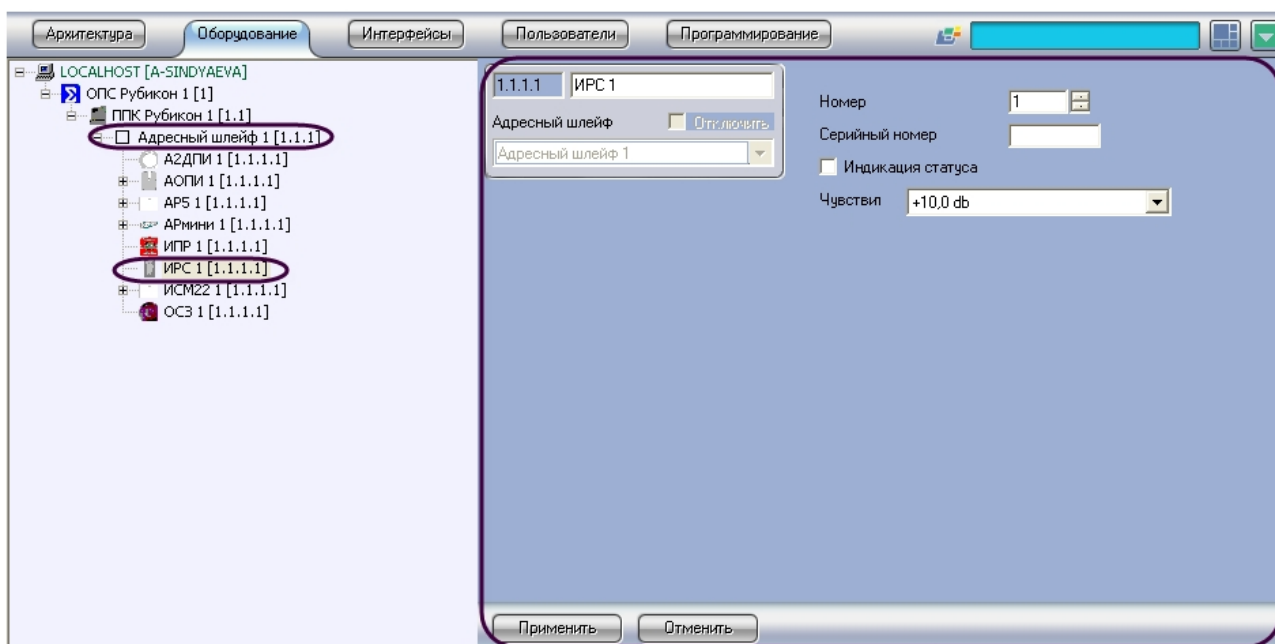 Архитектура Оборудование Интерфейсы Пользователи Программирование
LOCALHOST [A-SINDYAEVA]
ОПС Рубикон 1 [1]
ППК Рубикон 1 [1.1]
Адресный шлейф 1 [1.1.1]
А2ДПИ 1 [1.1.1.1]
АОПИ 1 [1.1.1.1]
АР5 1 [1.1.1.1]
АРмини 1 [1.1.1.1]
ИПР 1 [1.1.1.1]
ИРС 1 [1.1.1.1]
ИСМ22 1 [1.1.1.1]
ОСЗ 1 [1.1.1.1]
1.1.1.1 ИРС 1
Адресный шлейф Отключить
Адресный шлейф 1
Номер 1
Серийный номер
Индикация статуса
Чувствил +10,0 db
Применить Отменить